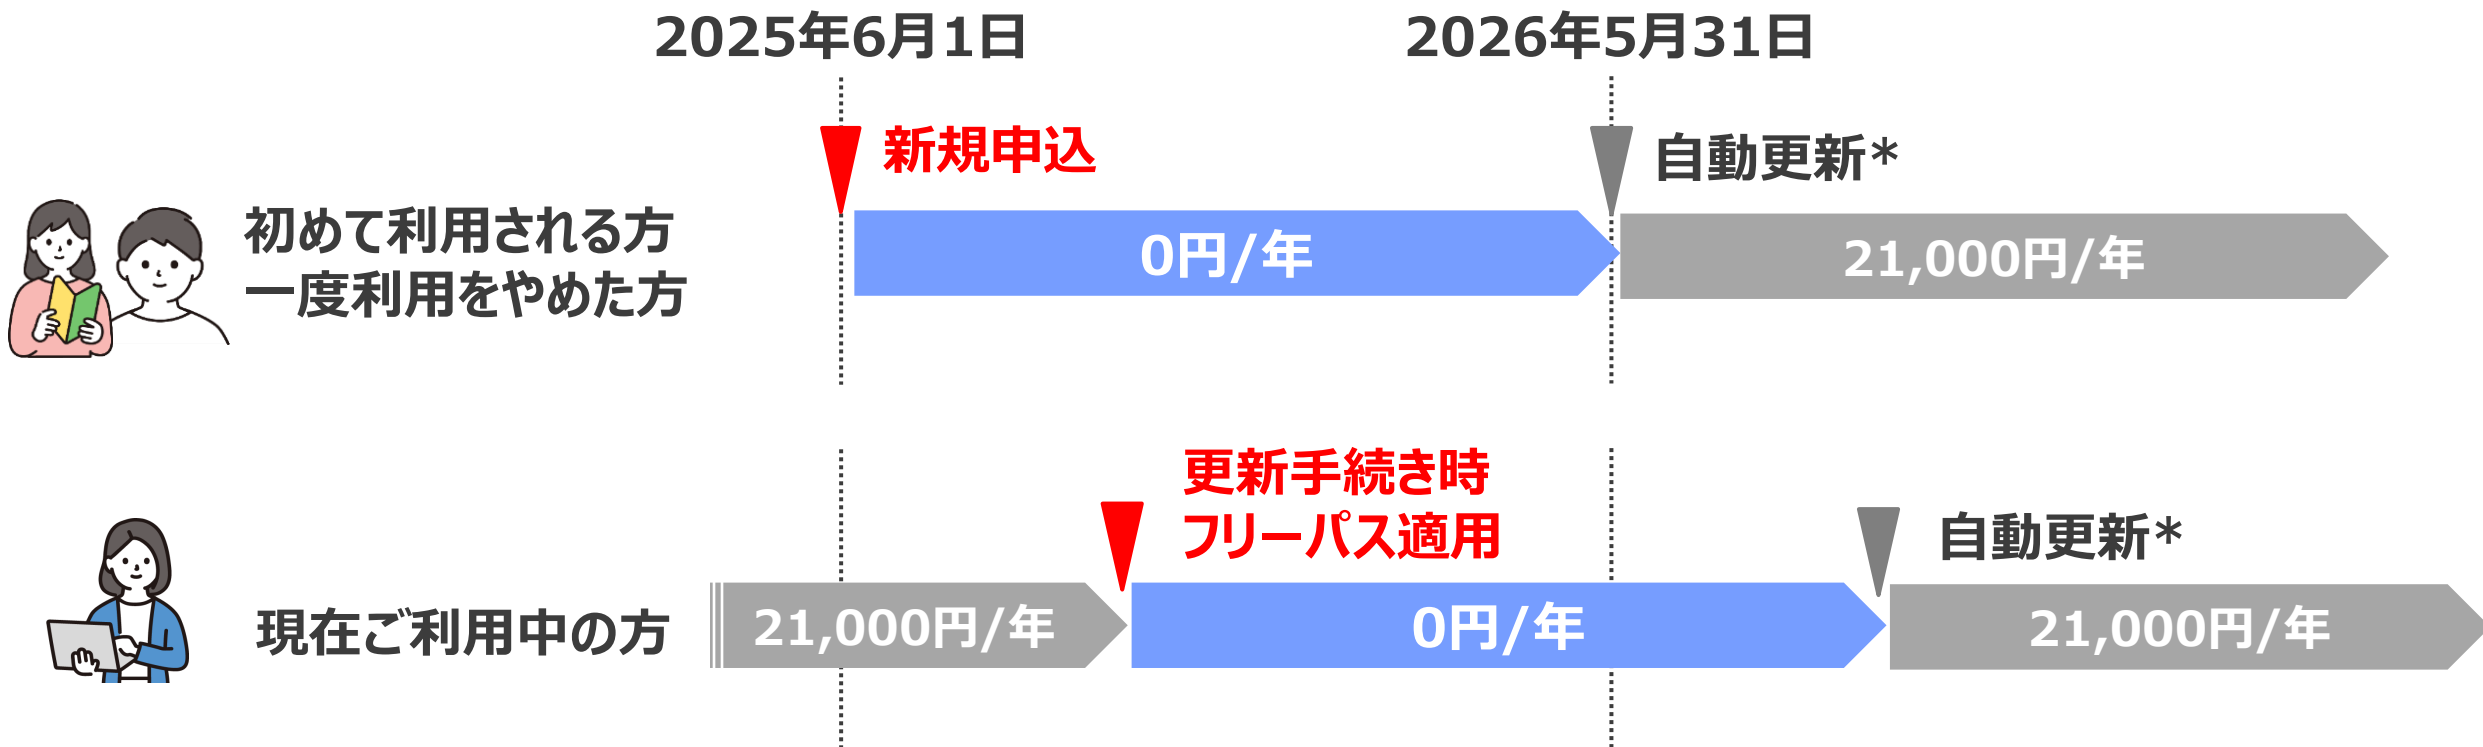 2025年6月1日
2026年5月31日
新規申込
自動更新*
初めて利用される方
一度利用をやめた方
0円/年
21,000円/年
更新手続き時
フリーパス適用
自動更新*
現在ご利用中の方
21,000円/年
0円/年
21,000円/年